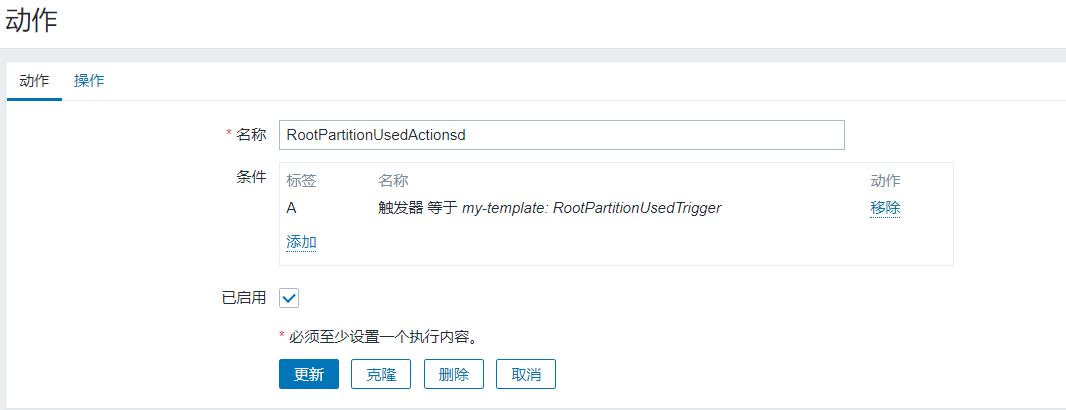 动作
动作 操作
* 名称 RootPartitionUsedActionsd
条件 标签 名称 动作
A 触发器 等于 my-template: RootPartitionUsedTrigger 移除
添加
已启用
* 必须至少设置一个执行内容。
更新 克隆 删除 取消